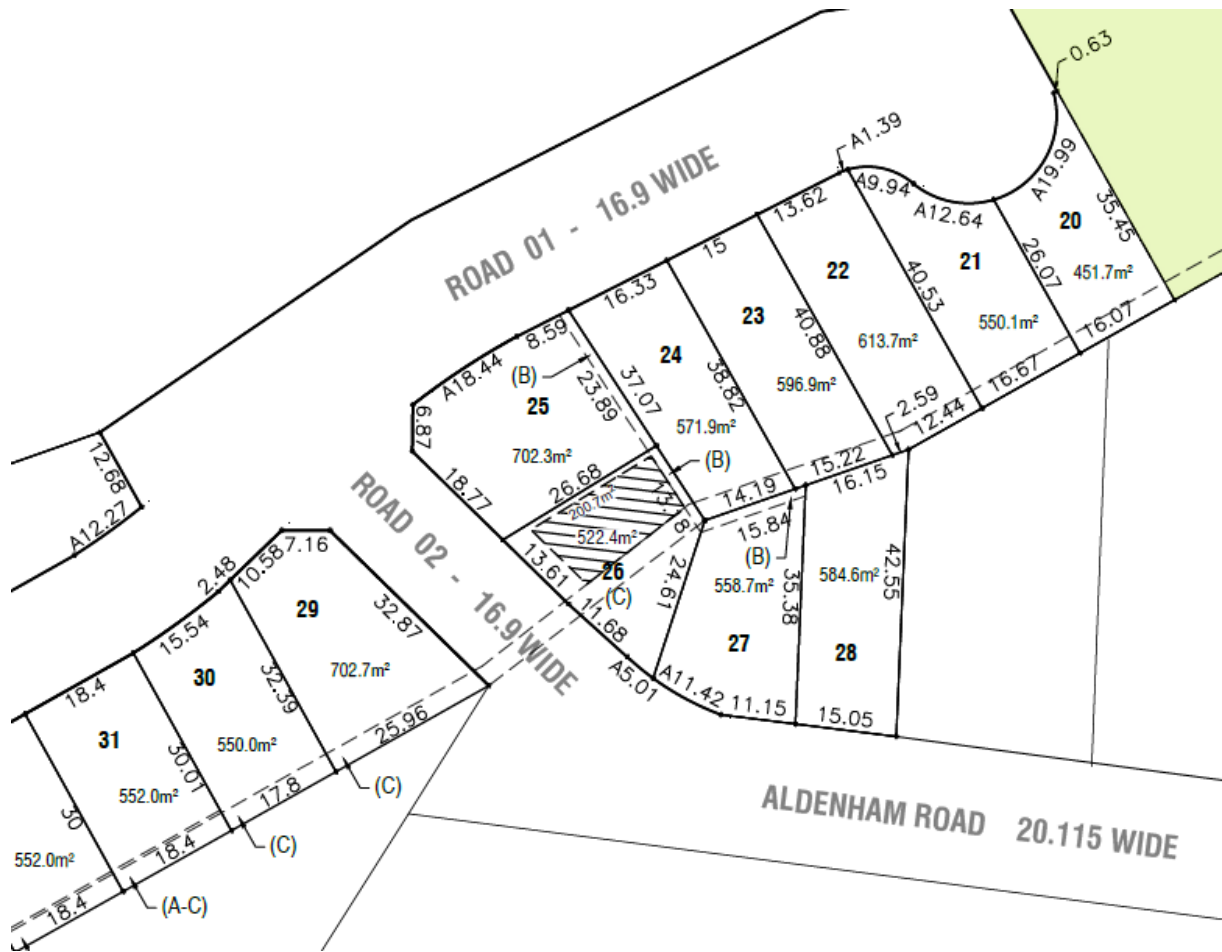 0.63
A1.39
ROAD 01 - 16.9 WIDE
13.62
A9.94
A12.64
A19.99
20
35.45
451.7m²
15
22
40.53
21
26.07
550.1m²
16.07
16.33
23
40.88
613.7m²
16.67
8.59
A18.44
(B)
23.89
37.07
24
38.82
596.9m²
2.59
12.44
25
6.87
702.3m²
571.9m²
(B)
15.22
16.15
12.68
18.77
26.68
200.7m²
14.19
15.84
A12.27
ROAD 02 - 16.9 WIDE
522.4m²
8
(B)
7.16
2.48
10.58
13.61
26
(C)
24.61
558.7m²
35.38
584.6m²
42.55
29
32.87
15.54
11.68
27
28
30
32.39
702.7m²
A5.01
A11.42
11.15
15.05
18.4
31
550.0m²
25.96
30.01
552.0m²
17.8
(C)
30
18.4
(C)
552.0m²
18.4
(A-C)
ALDENHAM ROAD 20.115 WIDE